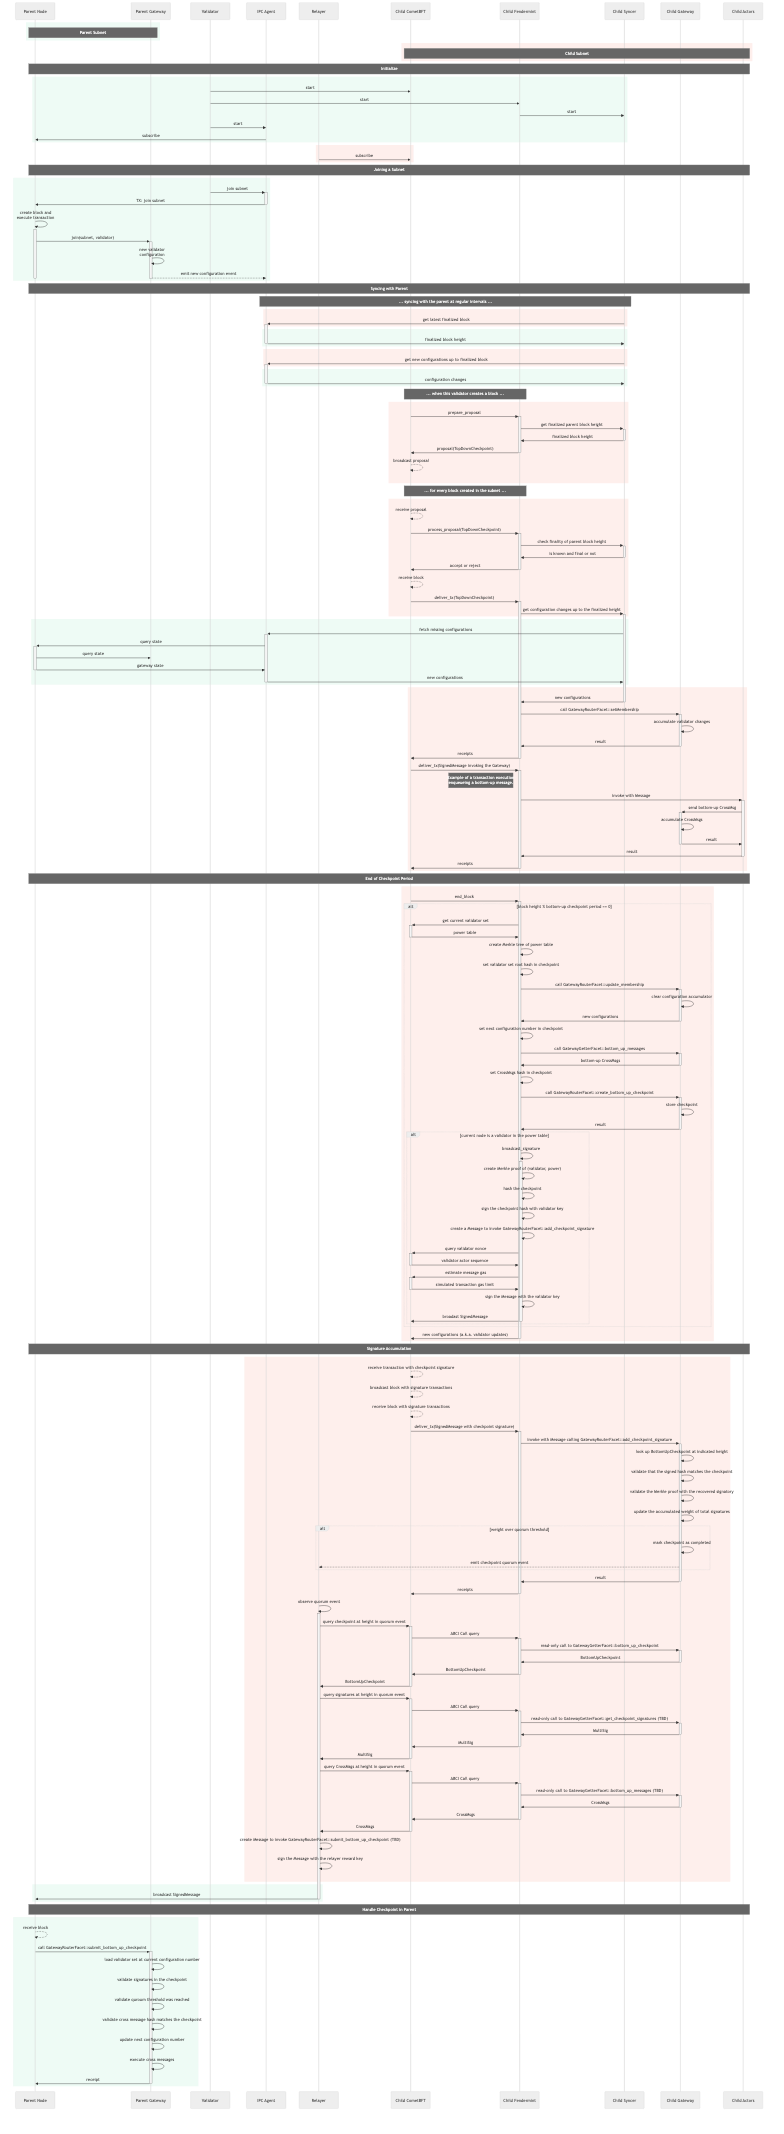 Parent Node
Parent Gateway
Validator
IPC Agent
Relayer
Child CometBFT
Child Fendermint
Child Syncer
Child Gateway
Child Actors
Parent Subnet
Child Subnet
Initialize
start
start
start
start
subscribe
subscribe
Joining a Subnet
join subnet
TX: join subnet
create block and
execute transaction
join(subnet, validator)
new validator
configuration
emit new configuration event
Syncing with Parent
... syncing with the parent at regular intervals ...
get latest finalized block
finalized block height
get new configurations up to finalized block
configuration changes
... when this validator creates a block ...
prepare_proposal
get finalized parent block height
finalized block height
proposal(TopDownCheckpoint)
broadcast proposal
... for every block created in the subnet ...
receive proposal
process_proposal(TopDownCheckpoint)
check finality of parent block height
is known and final or not
accept or reject
receive block
deliver_tx(TopDownCheckpoint)
get configuration changes up to the finalized height
fetch missing configurations
query state
query state
gateway state
new configurations
new configurations
call GatewayRouterFacet::setMembership
accumulate validator changes
result
receipts
deliver_tx(SignedMessage invoking the Gateway)
Example of a transaction execution
enqueueing a bottom-up message.
invoke with Message
send bottom-up CrossMsg
accumulate CrossMsgs
result
result
receipts
End of Checkpoint Period
end_block
alt
[block height % bottom-up checkpoint period == 0]
get current validator set
power table
create Merkle tree of power table
set validator set root hash in checkpoint
call GatewayRouterFacet::update_membership
clear configuration accumulator
new configurations
set next configuration number in checkpoint
call GatewayGetterFacet::bottom_up_messages
bottom-up CrossMsgs
set CrossMsgs hash in checkpoint
call GatewayRouterFacet::create_bottom_up_checkpoint
store checkpoint
result
alt
[current node is a validator in the power table]
broadcast_signature
create Merkle proof of (validator, power)
hash the checkpoint
sign the checkpoint hash with validator key
create a Message to invoke GatewayRouterFacet::add_checkpoint_signature
query validator nonce
validator actor sequence
estimate message gas
simulated transaction gas limit
sign the Message with the validator key
broadcast SignedMessage
new configurations (a.k.a. validator updates)
Signature Accumulation
receive transaction with checkpoint signature
broadcast block with signature transactions
receive block with signature transactions
deliver_tx(SignedMessage with checkpoint signature)
invoke with Message calling GatewayRouterFacet::add_checkpoint_signature
look up BottomUpCheckpoint at indicated height
validate that the signed hash matches the checkpoint
validate the Merkle proof with the recovered signatory
update the accumulated weight of total signatures
alt
[weight over quorum threshold]
mark checkpoint as completed
emit checkpoint quorum event
result
receipts
observe quorum event
query checkpoint at height in quorum event
ABCI Call query
read-only call to GatewayGetterFacet::bottom_up_checkpoint
BottomUpCheckpoint
BottomUpCheckpoint
BottomUpCheckpoint
query signatures at height in quorum event
ABCI Call query
read-only call to GatewayGetterFacet::get_checkpoint_signatures (TBD)
MultiSig
MultiSig
MultiSig
query CrossMsgs at height in quorum event
ABCI Call query
read-only call to GatewayGetterFacet::bottom_up_messages (TBD)
CrossMsgs
CrossMsgs
CrossMsgs
create Message to invoke GatewayRouterFacet::submit_bottom_up_checkpoint (TBD)
sign the Message with the relayer reward key
broadcast SignedMessage
Handle Checkpoint in Parent
receive block
call GatewayRouterFacet::submit_bottom_up_checkpoint
load validator set at current configuration number
validate signatures in the checkpoint
validate quorum threshold was reached
validate cross message hash matches the checkpoint
update next configuration number
execute cross messages
receipt
Parent Node
Parent Gateway
Validator
IPC Agent
Relayer
Child CometBFT
Child Fendermint
Child Syncer
Child Gateway
Child Actors